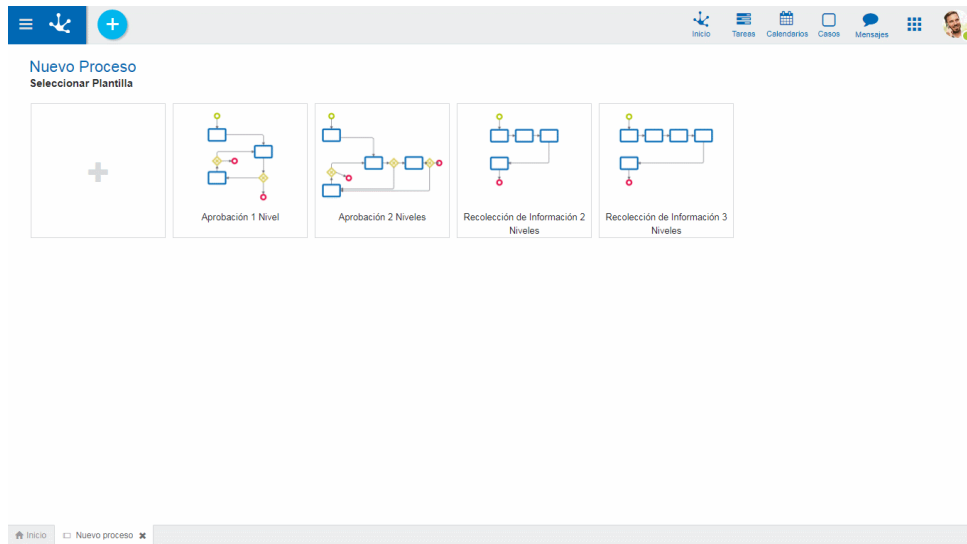 Inicio
Tareas
Calendarios
Casos
Mensajes
Nuevo Proceso
Seleccionar Plantilla
Aprobación 1 Nivel
Aprobación 2 Niveles
Recolección de Información 2
Niveles
Recolección de Información 3
Niveles
Inicio
Nuevo proceso